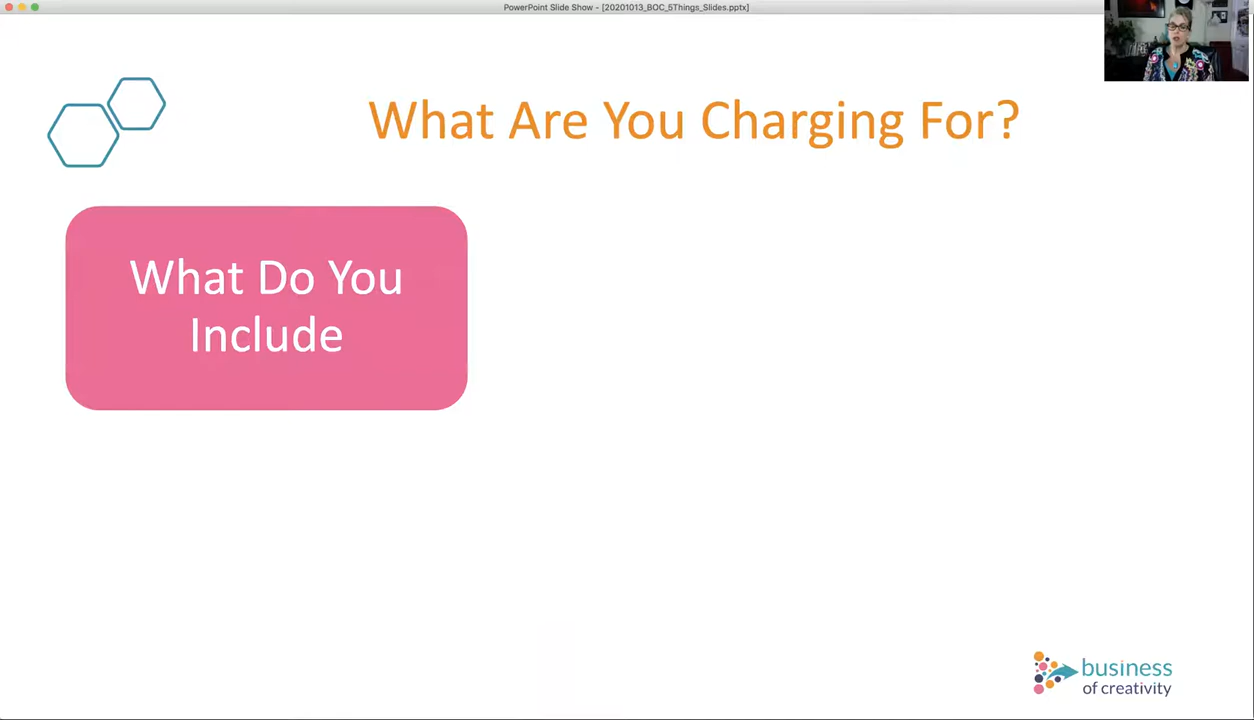 PowerPoint Slide Show - [20201013_BOC_5Things_Slides.pptx]
What Are You Charging For?
What Do You
Include
business
of creativity